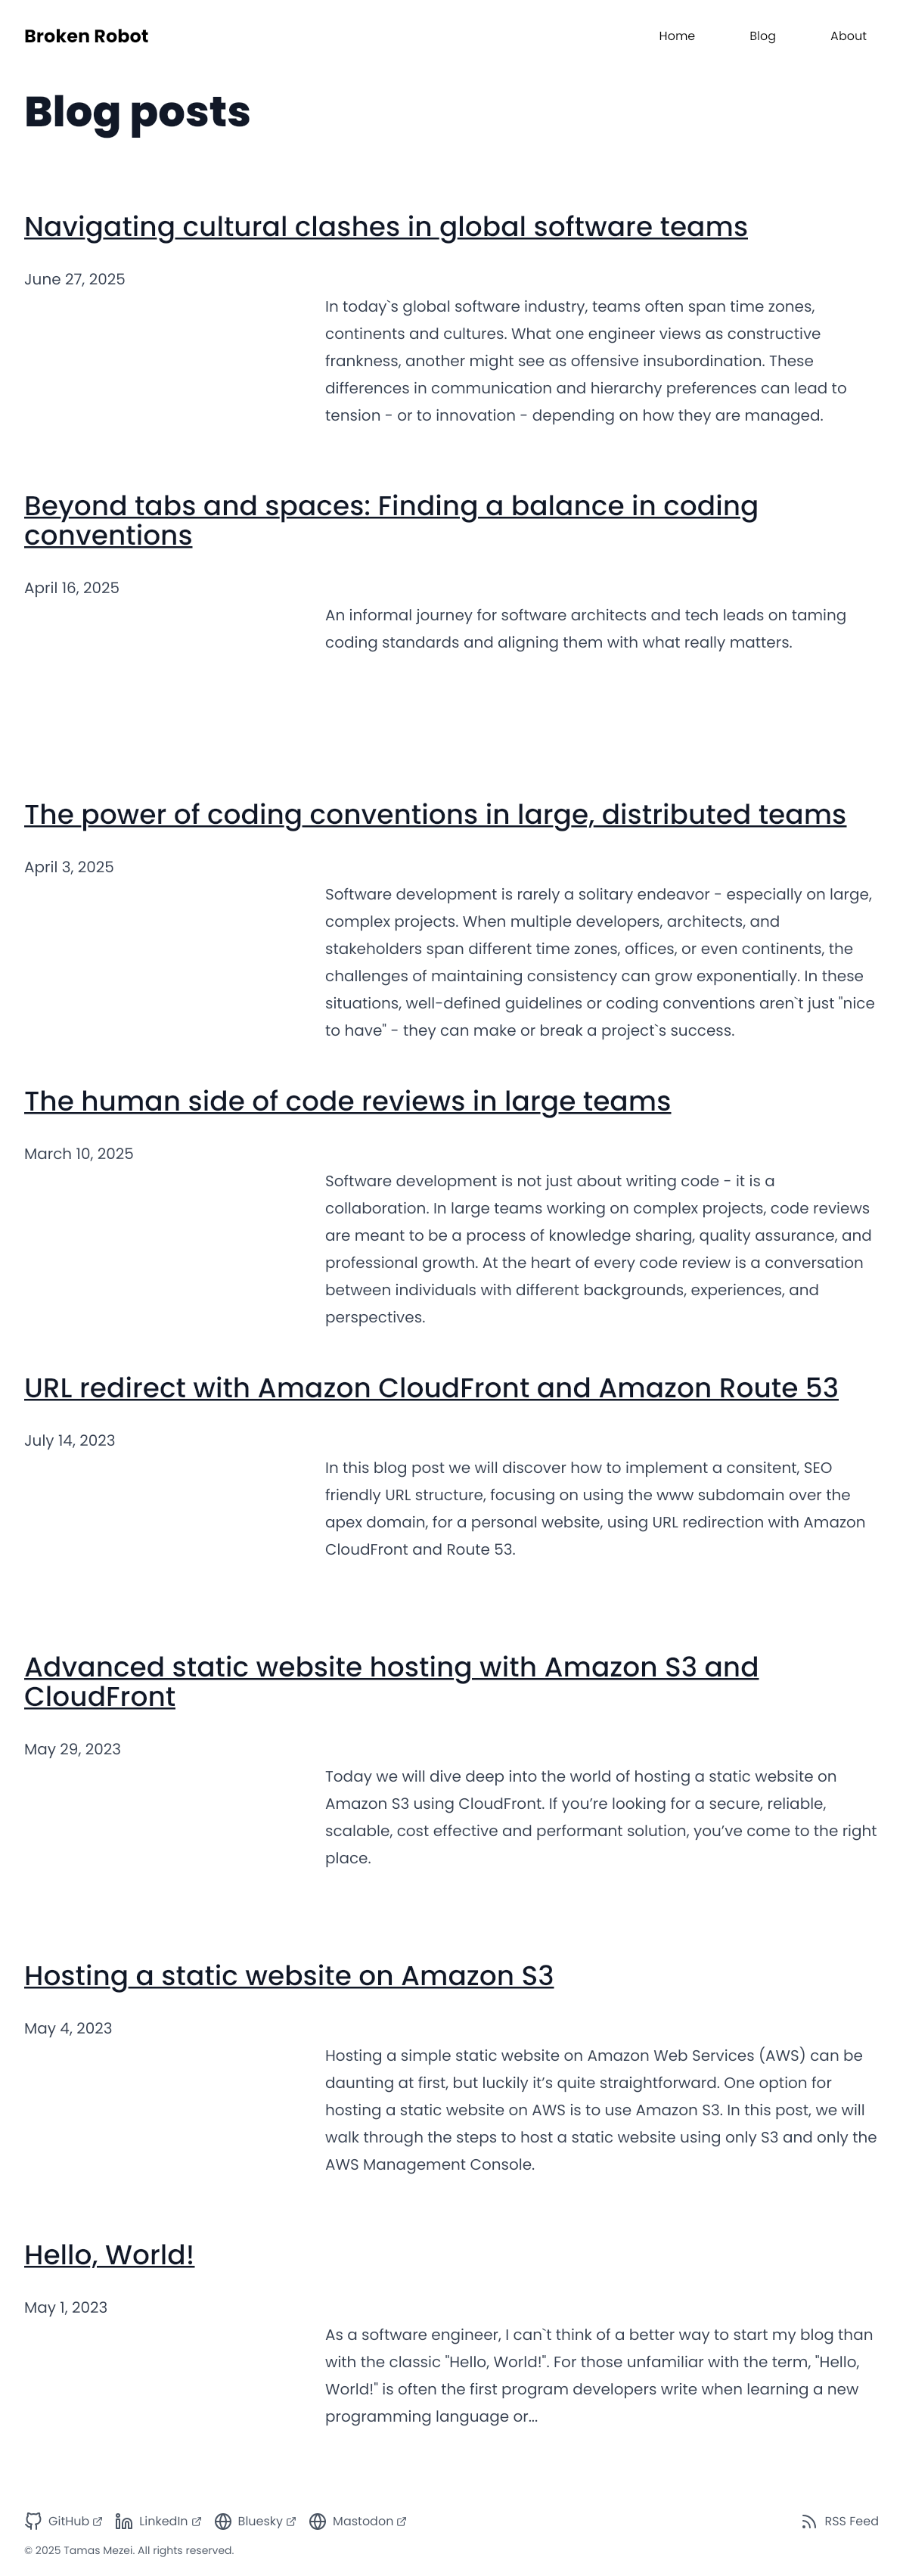 Broken Robot
Home
Blog
About
Blog posts
Navigating cultural clashes in global software teams
June 27, 2025
In today`s global software industry, teams often span time zones,
continents and cultures. What one engineer views as constructive
frankness, another might see as offensive insubordination. These
differences in communication and hierarchy preferences can lead to
tension - or to innovation - depending on how they are managed.
Beyond tabs and spaces: Finding a balance in coding
conventions
April 16, 2025
An informal journey for software architects and tech leads on taming
coding standards and aligning them with what really matters.
The power of coding conventions in large, distributed teams
April 3, 2025
Software development is rarely a solitary endeavor - especially on large,
complex projects. When multiple developers, architects, and
stakeholders span different time zones, offices, or even continents, the
challenges of maintaining consistency can grow exponentially. In these
situations, well-defined guidelines or coding conventions aren`t just "nice
to have" - they can make or break a project`s success.
The human side of code reviews in large teams
March 10, 2025
Software development is not just about writing code - it is a
collaboration. In large teams working on complex projects, code reviews
are meant to be a process of knowledge sharing, quality assurance, and
professional growth. At the heart of every code review is a conversation
between individuals with different backgrounds, experiences, and
perspectives.
URL redirect with Amazon CloudFront and Amazon Route 53
July 14, 2023
In this blog post we will discover how to implement a consitent, SEO
friendly URL structure, focusing on using the www subdomain over the
apex domain, for a personal website, using URL redirection with Amazon
CloudFront and Route 53.
Advanced static website hosting with Amazon S3 and
CloudFront
May 29, 2023
Today we will dive deep into the world of hosting a static website on
Amazon S3 using CloudFront. If you’re looking for a secure, reliable,
scalable, cost effective and performant solution, you’ve come to the right
place.
Hosting a static website on Amazon S3
May 4, 2023
Hosting a simple static website on Amazon Web Services (AWS) can be
daunting at first, but luckily it’s quite straightforward. One option for
hosting a static website on AWS is to use Amazon S3. In this post, we will
walk through the steps to host a static website using only S3 and only the
AWS Management Console.
Hello, World!
May 1, 2023
As a software engineer, I can`t think of a better way to start my blog than
with the classic "Hello, World!". For those unfamiliar with the term, "Hello,
World!" is often the first program developers write when learning a new
programming language or...
GitHub
LinkedIn
Bluesky
Mastodon
RSS Feed
© 2025 Tamas Mezei. All rights reserved.